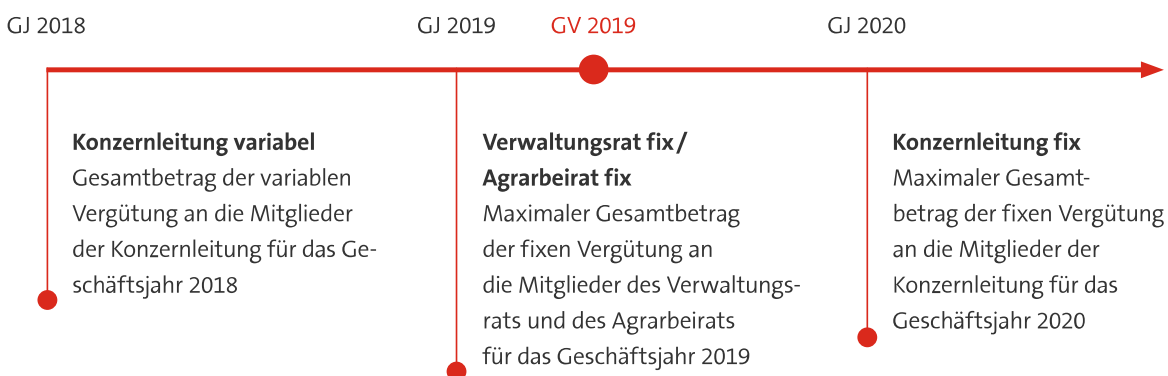 GJ 2018
GJ 2019
GV 2019
GJ 2020
Konzernleitung variabel
Gesamtbetrag der variablen
Vergütung an die Mitglieder
der Konzernleitung für das Ge-
schäftsjahr 2018
Verwaltungsrat fix /
Agrarbeirat fix
Maximaler Gesamtbetrag
der fixen Vergütung an
die Mitglieder des Verwaltungs-
rats und des Agrarbeirats
für das Geschäftsjahr 2019
Konzernleitung fix
Maximaler Gesamt-
betrag der fixen Vergütung
an die Mitglieder der
Konzernleitung für das
Geschäftsjahr 2020